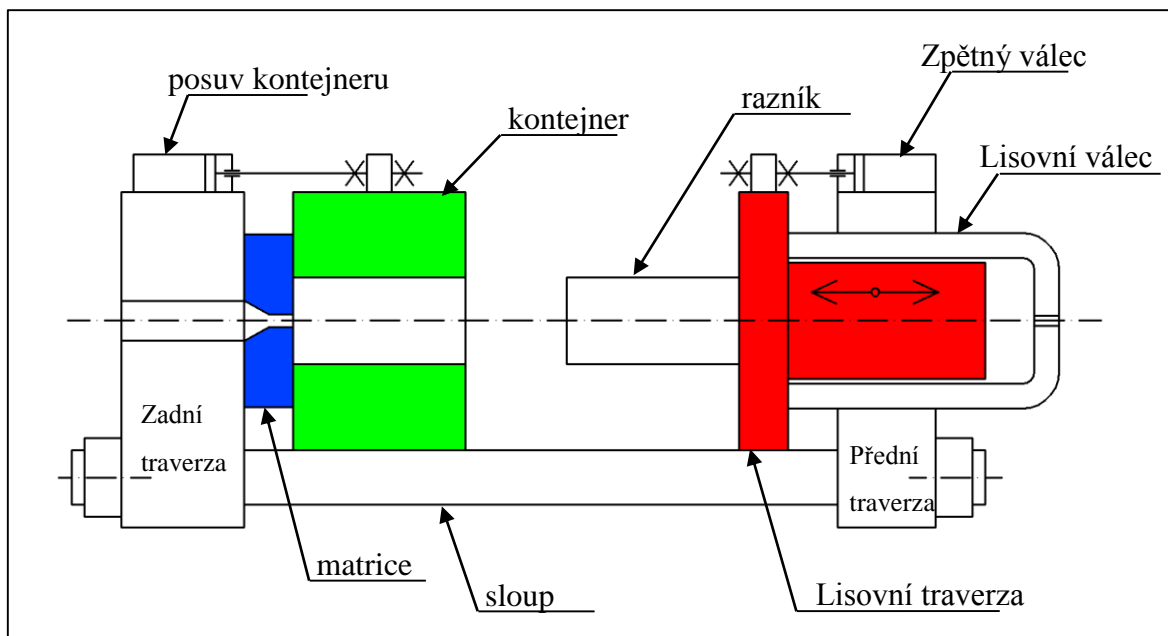 Zpětný válec
posuv kontejneru
razník
kontejner
Lisovní válec
Zadní
traverza
Přední
traverza
matrice
sloup
Lisovní traverza